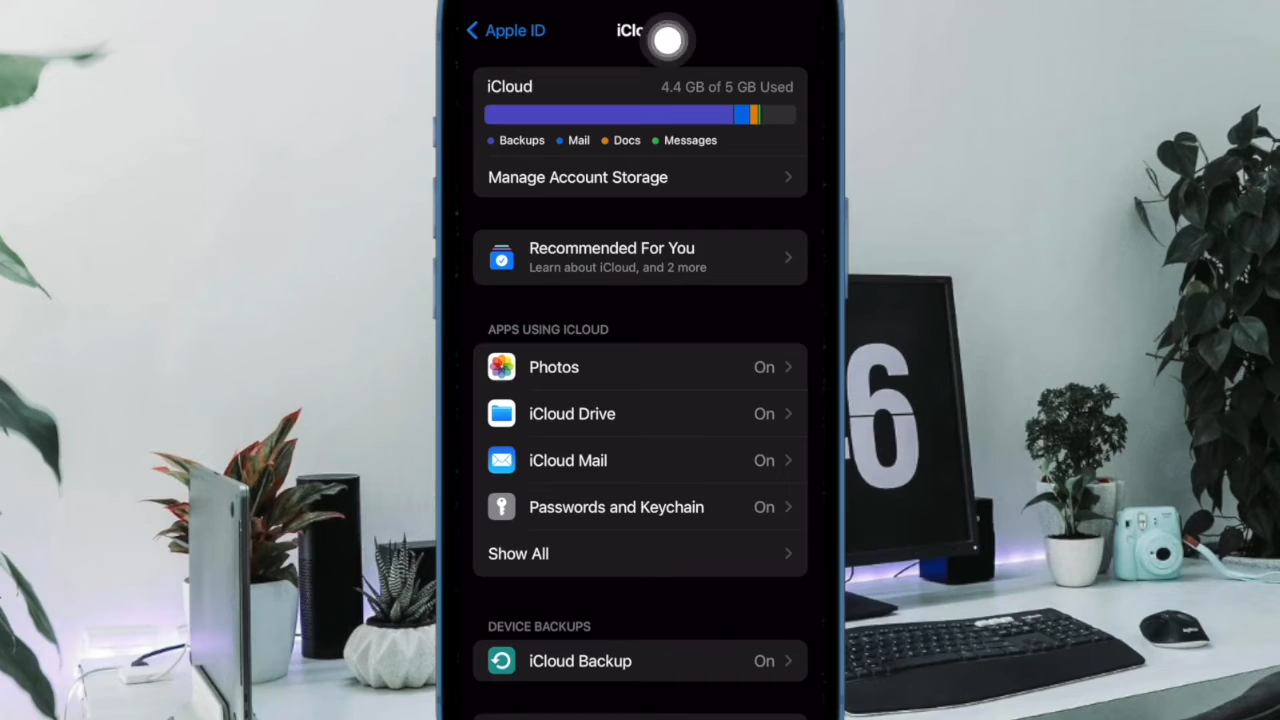 Apple ID
iCl
iCloud
4.4 GB of 5 GB Used
Backups
Mail
Docs
Messages
Manage Account Storage
Recommended For You
Learn about iCloud, and 2 more
APPS USING ICLOUD
Photos
On
iCloud Drive
On
iCloud Mail
On
Passwords and Keychain
On
Show All
DEVICE BACKUPS
iCloud Backup
On
6